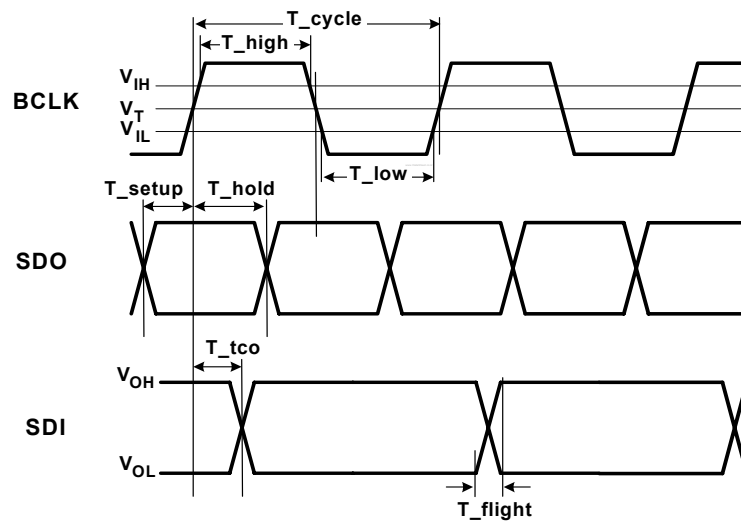 T_cycle
T_high
V_IH
BCLK
V_T
V_IL
T_low
T_setup
T_hold
SDO
T_tco
V_OH
SDI
V_OL
T_flight